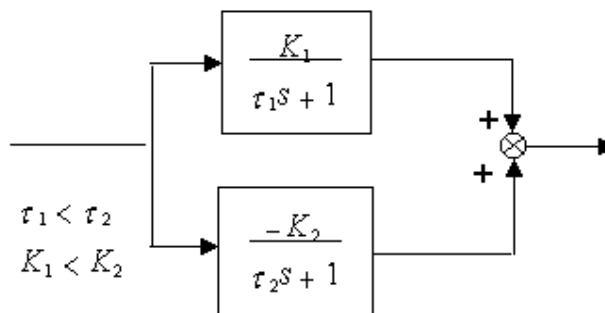 K₁
τ₁s + 1
+
+
τ₁ < τ₂
K₁ < K₂
−K₂
τ₂s + 1